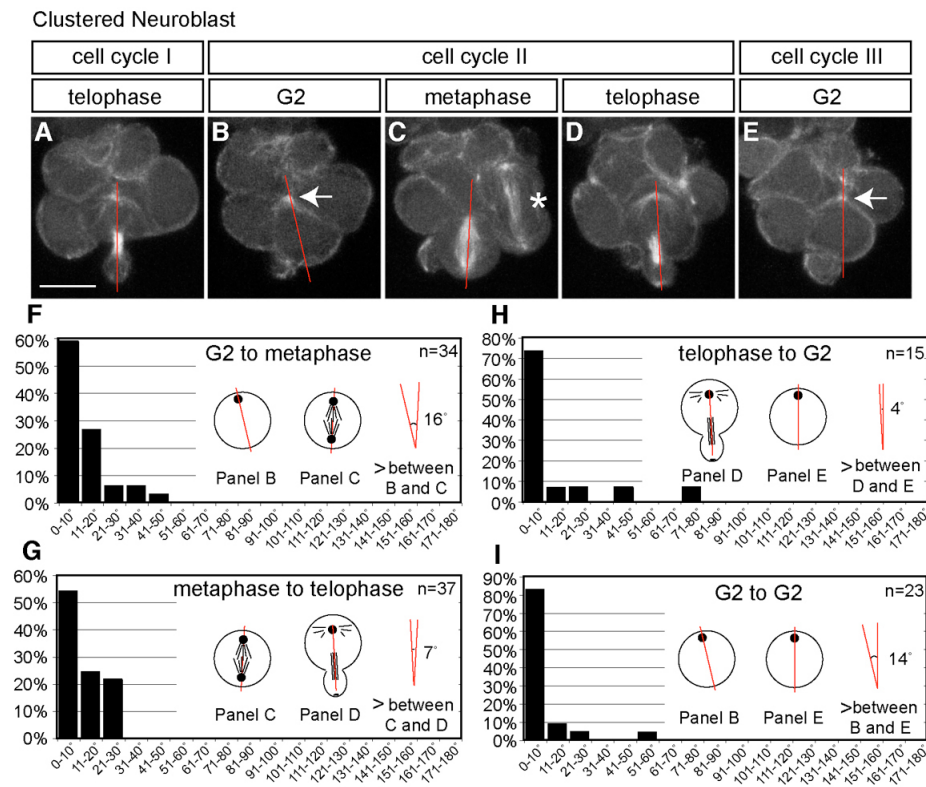 Clustered Neuroblast
cell cycle I
cell cycle II
cell cycle III
telophase
G2
metaphase
telophase
G2
A
B
C
D
E
*
F
60%
50%
40%
30%
20%
10%
0%
G2 to metaphase
n=34
Panel B
Panel C
16°
> between
B and C
0-10°
11-20°
21-30°
31-40°
41-50°
51-60°
61-70°
71-80°
81-90°
91-100°
101-110°
111-120°
121-130°
131-140°
141-150°
151-160°
161-170°
171-180°
H
80%
70%
60%
50%
40%
30%
20%
10%
0%
telophase to G2
n=15
Panel D
Panel E
4°
> between
D and E
0-10°
11-20°
21-30°
31-40°
41-50°
51-60°
61-70°
71-80°
81-90°
91-100°
101-110°
111-120°
121-130°
131-140°
141-150°
151-160°
161-170°
171-180°
G
60%
50%
40%
30%
20%
10%
0%
metaphase to telophase
n=37
Panel C
Panel D
7°
> between
C and D
0-10°
11-20°
21-30°
31-40°
41-50°
51-60°
61-70°
71-80°
81-90°
91-100°
101-110°
111-120°
121-130°
131-140°
141-150°
151-160°
161-170°
171-180°
I
90%
80%
70%
60%
50%
40%
30%
20%
10%
0%
G2 to G2
n=23
Panel B
Panel E
14°
> between
B and E
0-10°
11-20°
21-30°
31-40°
41-50°
51-60°
61-70°
71-80°
81-90°
91-100°
101-110°
111-120°
121-130°
131-140°
141-150°
151-160°
161-170°
171-180°